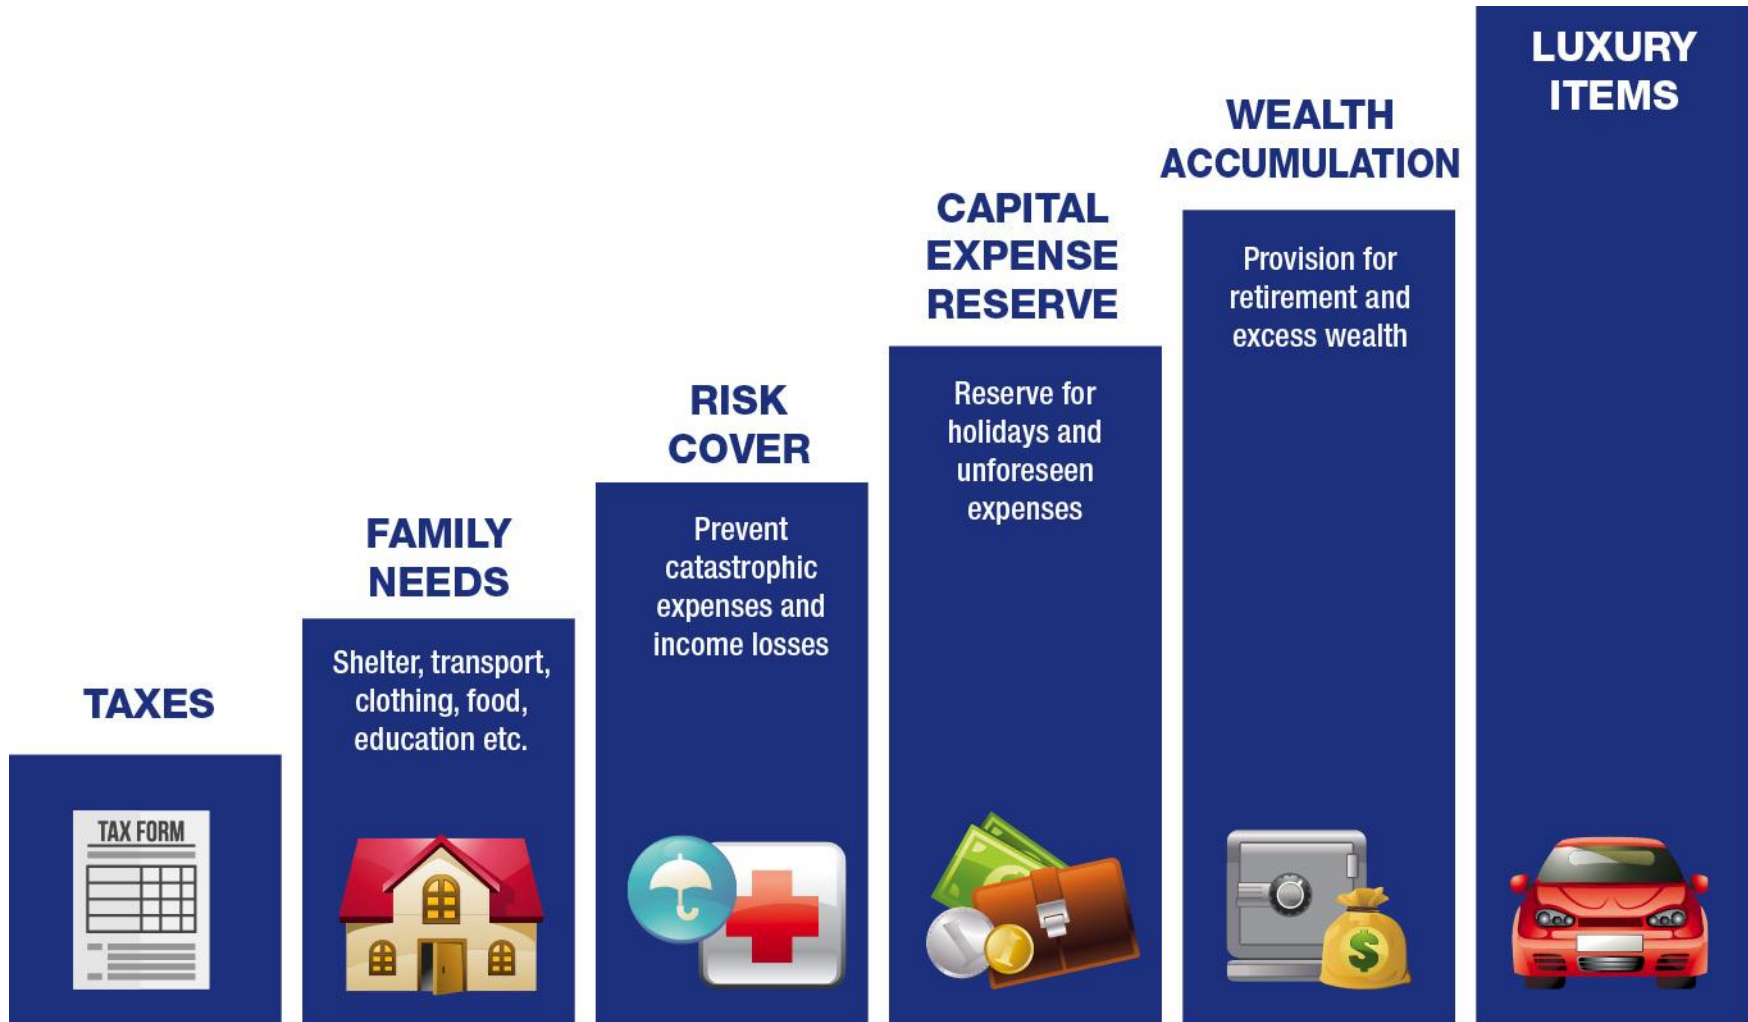 TAXES
TAX FORM
FAMILY
NEEDS
Shelter, transport,
clothing, food,
education etc.
RISK
COVER
Prevent
catastrophic
expenses and
income losses
CAPITAL
EXPENSE
RESERVE
Reserve for
holidays and
unforeseen
expenses
1
1
WEALTH
ACCUMULATION
Provision for
retirement and
excess wealth
$
LUXURY
ITEMS